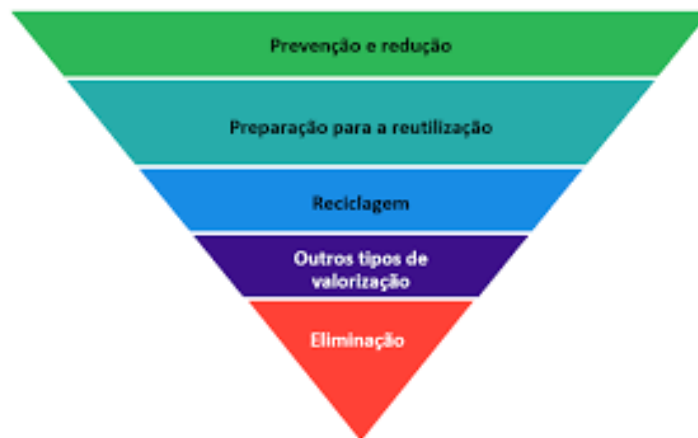 Prevenção e redução
Preparação para a reutilização
Reciclagem
Outros tipos de
valorização
Eliminação